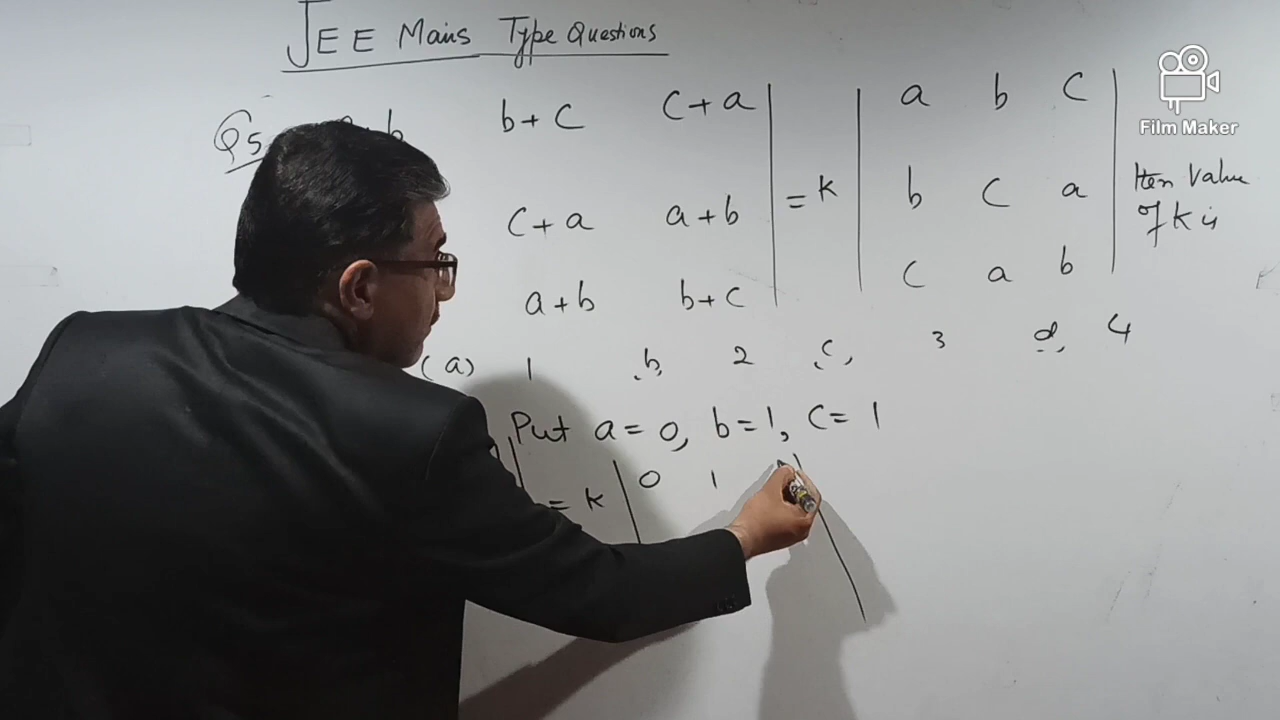 JEE Mains Type Questions
Film Maker
Q5 b b+c c+a | = K | a b c
c+a a+b b c a then value of K is
a+b b+c c a b
(a) 1 (b) 2 (c) 3 (d) 4
Put a=0, b=1, c=1
= K | 0 1